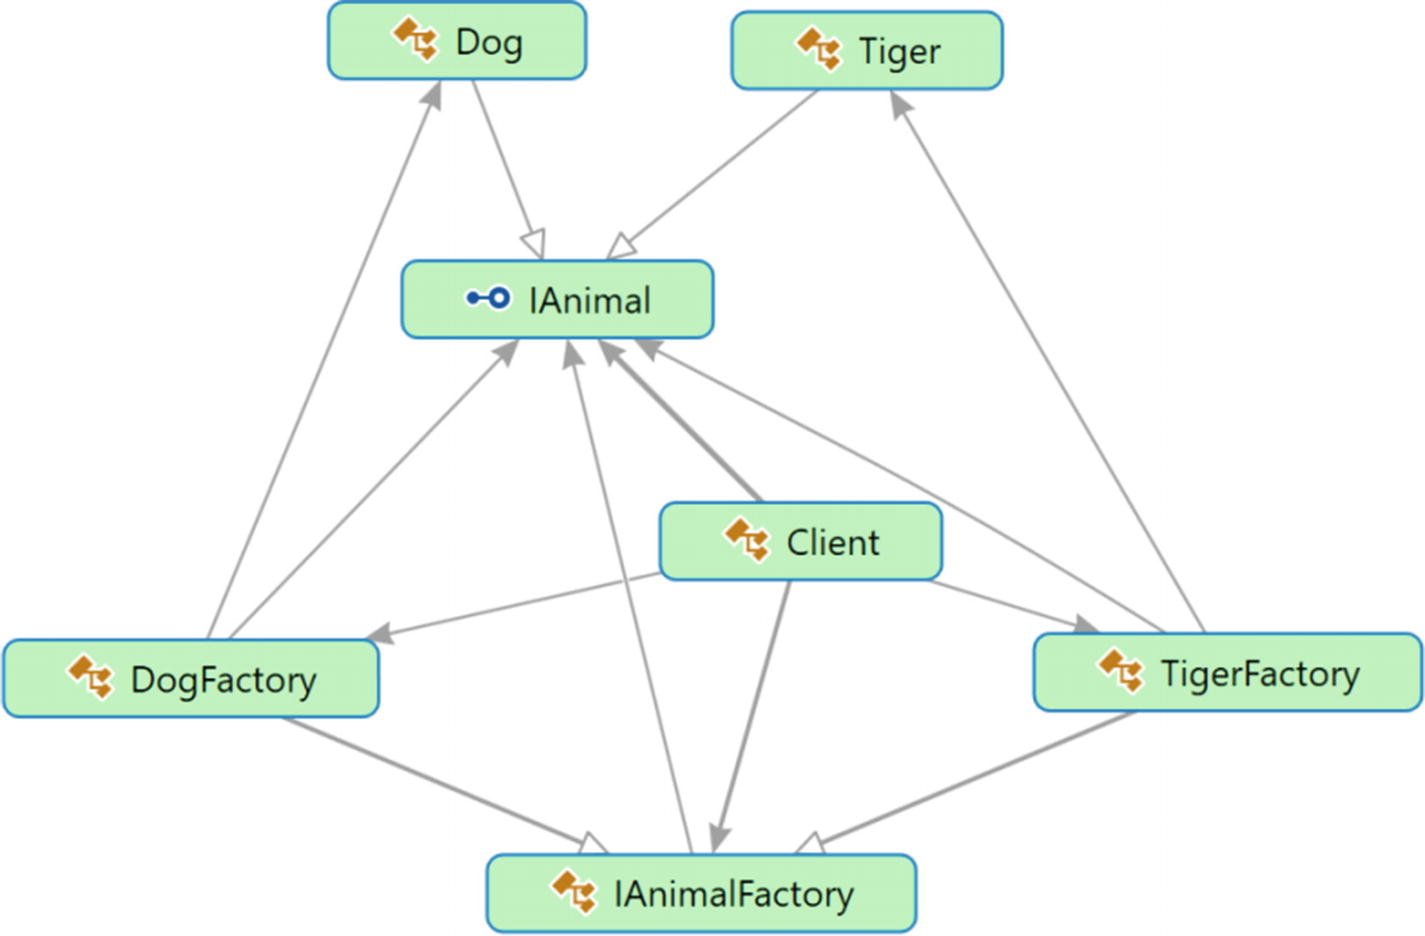 Dog
Tiger
IAnimal
Client
DogFactory
TigerFactory
IAnimalFactory